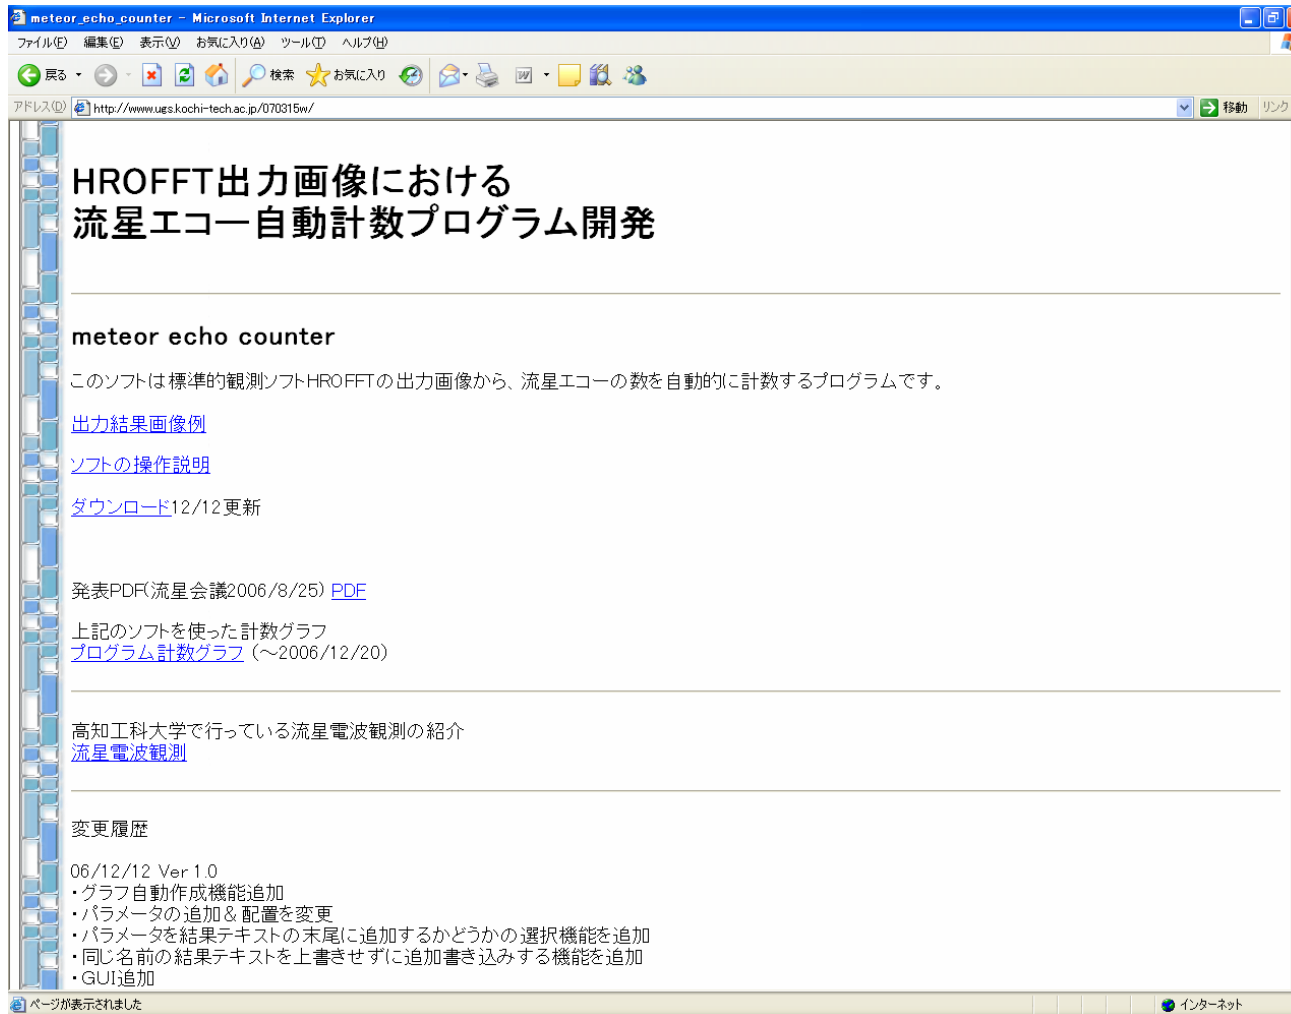 meteor_echo_counter - Microsoft Internet Explorer
ファイル(F) 編集(E) 表示(V) お気に入り(A) ツール(T) ヘルプ(H)
戻る 検索 お気に入り
アドレス(D) http://www.ugs.kochi-tech.ac.jp/070315w/ 移動 リンク
HROFFT出力画像における
流星エコー自動計数プログラム開発
meteor echo counter
このソフトは標準的観測ソフトHROFFTの出力画像から、流星エコーの数を自動的に計数するプログラムです。
出力結果画像例
ソフトの操作説明
ダウンロード12/12更新
発表PDF(流星会議2006/8/25) PDF
上記のソフトを使った計数グラフ
プログラム計数グラフ (～2006/12/20)
高知工科大学で行っている流星電波観測の紹介
流星電波観測
変更履歴
06/12/12 Ver 1.0
・グラフ自動作成機能追加
・パラメータの追加＆配置を変更
・パラメータを結果テキストの末尾に追加するかどうかの選択機能を追加
・同じ名前の結果テキストを上書きせずに追加書き込みする機能を追加
・GUI追加
ページが表示されました インターネット